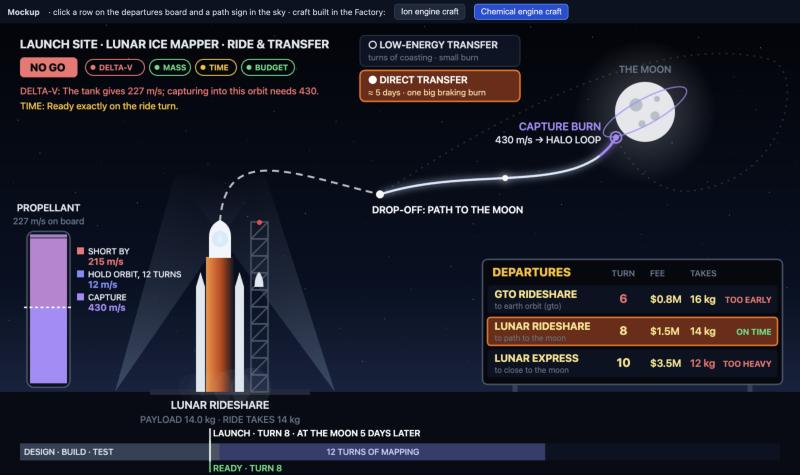 Mockup · click a row on the departures board and a path sign in the sky · craft built in the Factory: Ion engine craft Chemical engine craft
LAUNCH SITE · LUNAR ICE MAPPER · RIDE & TRANSFER
NO GO DELTA-V MASS TIME BUDGET
DELTA-V: The tank gives 227 m/s; capturing into this orbit needs 430.
TIME: Ready exactly on the ride turn.
LOW-ENERGY TRANSFER
turns of coasting · small burn
DIRECT TRANSFER
≈ 5 days · one big braking burn
THE MOON
CAPTURE BURN
430 m/s → HALO LOOP
DROP-OFF: PATH TO THE MOON
PROPELLANT
227 m/s on board
SHORT BY
215 m/s
HOLD ORBIT, 12 TURNS
12 m/s
CAPTURE
430 m/s
DEPARTURES TURN FEE TAKES
GTO RIDESHARE 6 $0.8M 16 kg TOO EARLY
to earth orbit (gto)
LUNAR RIDESHARE 8 $1.5M 14 kg ON TIME
to path to the moon
LUNAR EXPRESS 10 $3.5M 12 kg TOO HEAVY
to close to the moon
LUNAR RIDESHARE
PAYLOAD 14.0 kg · RIDE TAKES 14 kg
LAUNCH · TURN 8 · AT THE MOON 5 DAYS LATER
DESIGN · BUILD · TEST 12 TURNS OF MAPPING
READY · TURN 8